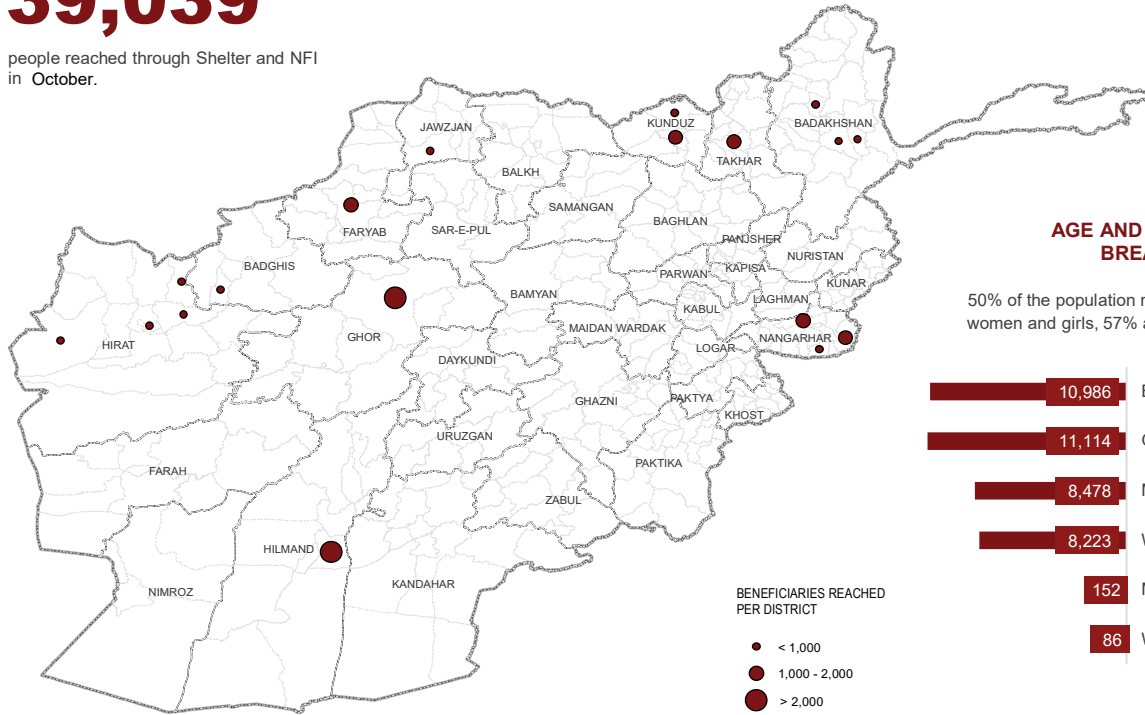 39,039
people reached through Shelter and NFI
in October.
JAWZJAN
KUNDUZ
BADAKHSHAN
TAKHAR
BALKH
SAMANGAN
BAGHLAN
FARYAB
SAR-E-PUL
PANJSHER
NURISTAN
BADGHIS
PARWAN
KAPISA
KUNAR
BAMYAN
KABUL
LAGHMAN
HIRAT
GHOR
MAIDAN WARDAK
NANGARHAR
LOGAR
DAYKUNDI
GHAZNI
PAKTYA
KHOST
URUZGAN
FARAH
PAKTIKA
ZABUL
HILMAND
KANDAHAR
NIMROZ
AGE AND
BREA
50% of the population
women and girls, 57%
10,986
11,114
8,478
8,223
152
86
BENEFICIARIES REACHED
PER DISTRICT
< 1,000
1,000 - 2,000
> 2,000